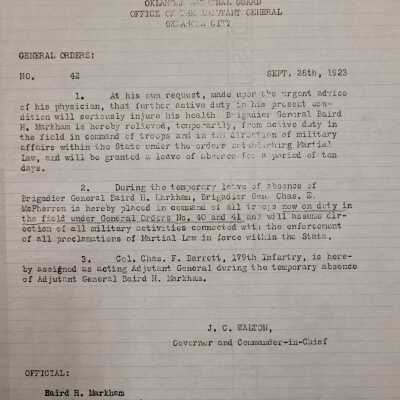 OKLAHOMA NATIONAL GUARD
OFFICE OF THE ADJUTANT GENERAL
OKLAHOMA CITY
GENERAL ORDERS:
NO. 42 SEPT. 26th, 1923
1. At his own request, made upon the urgent advice
of his physician, that further active duty in his present con-
dition will seriously injure his health. Brigadier General Baird
H. Markham is hereby relieved, temporarily, from active duty in
the field in command of troops and in the direction of military
affairs within the State under the orders establishing Martial
Law, and will be granted a leave of absence for a period of ten
days.
2. During the temporary leave of absence of
Brigadier General Baird H. Markham, Brigadier Gen. Chas. E.
McPherren is hereby placed in command of all troops now on duty in
the field under General Orders No. 40 and 41 and will assume dir-
ection of all military activities connected with the enforcement
of all proclamations of Martial Law in force within the State.
3. Col. Chas. F. Barrett, 179th Infantry, is here-
by assigned as acting Adjutant General during the temporary absence
of Adjutant General Baird H. Markham.
J. C. WALTON,
Governor and Commander-in-Chief
OFFICIAL:
Baird H. Markham